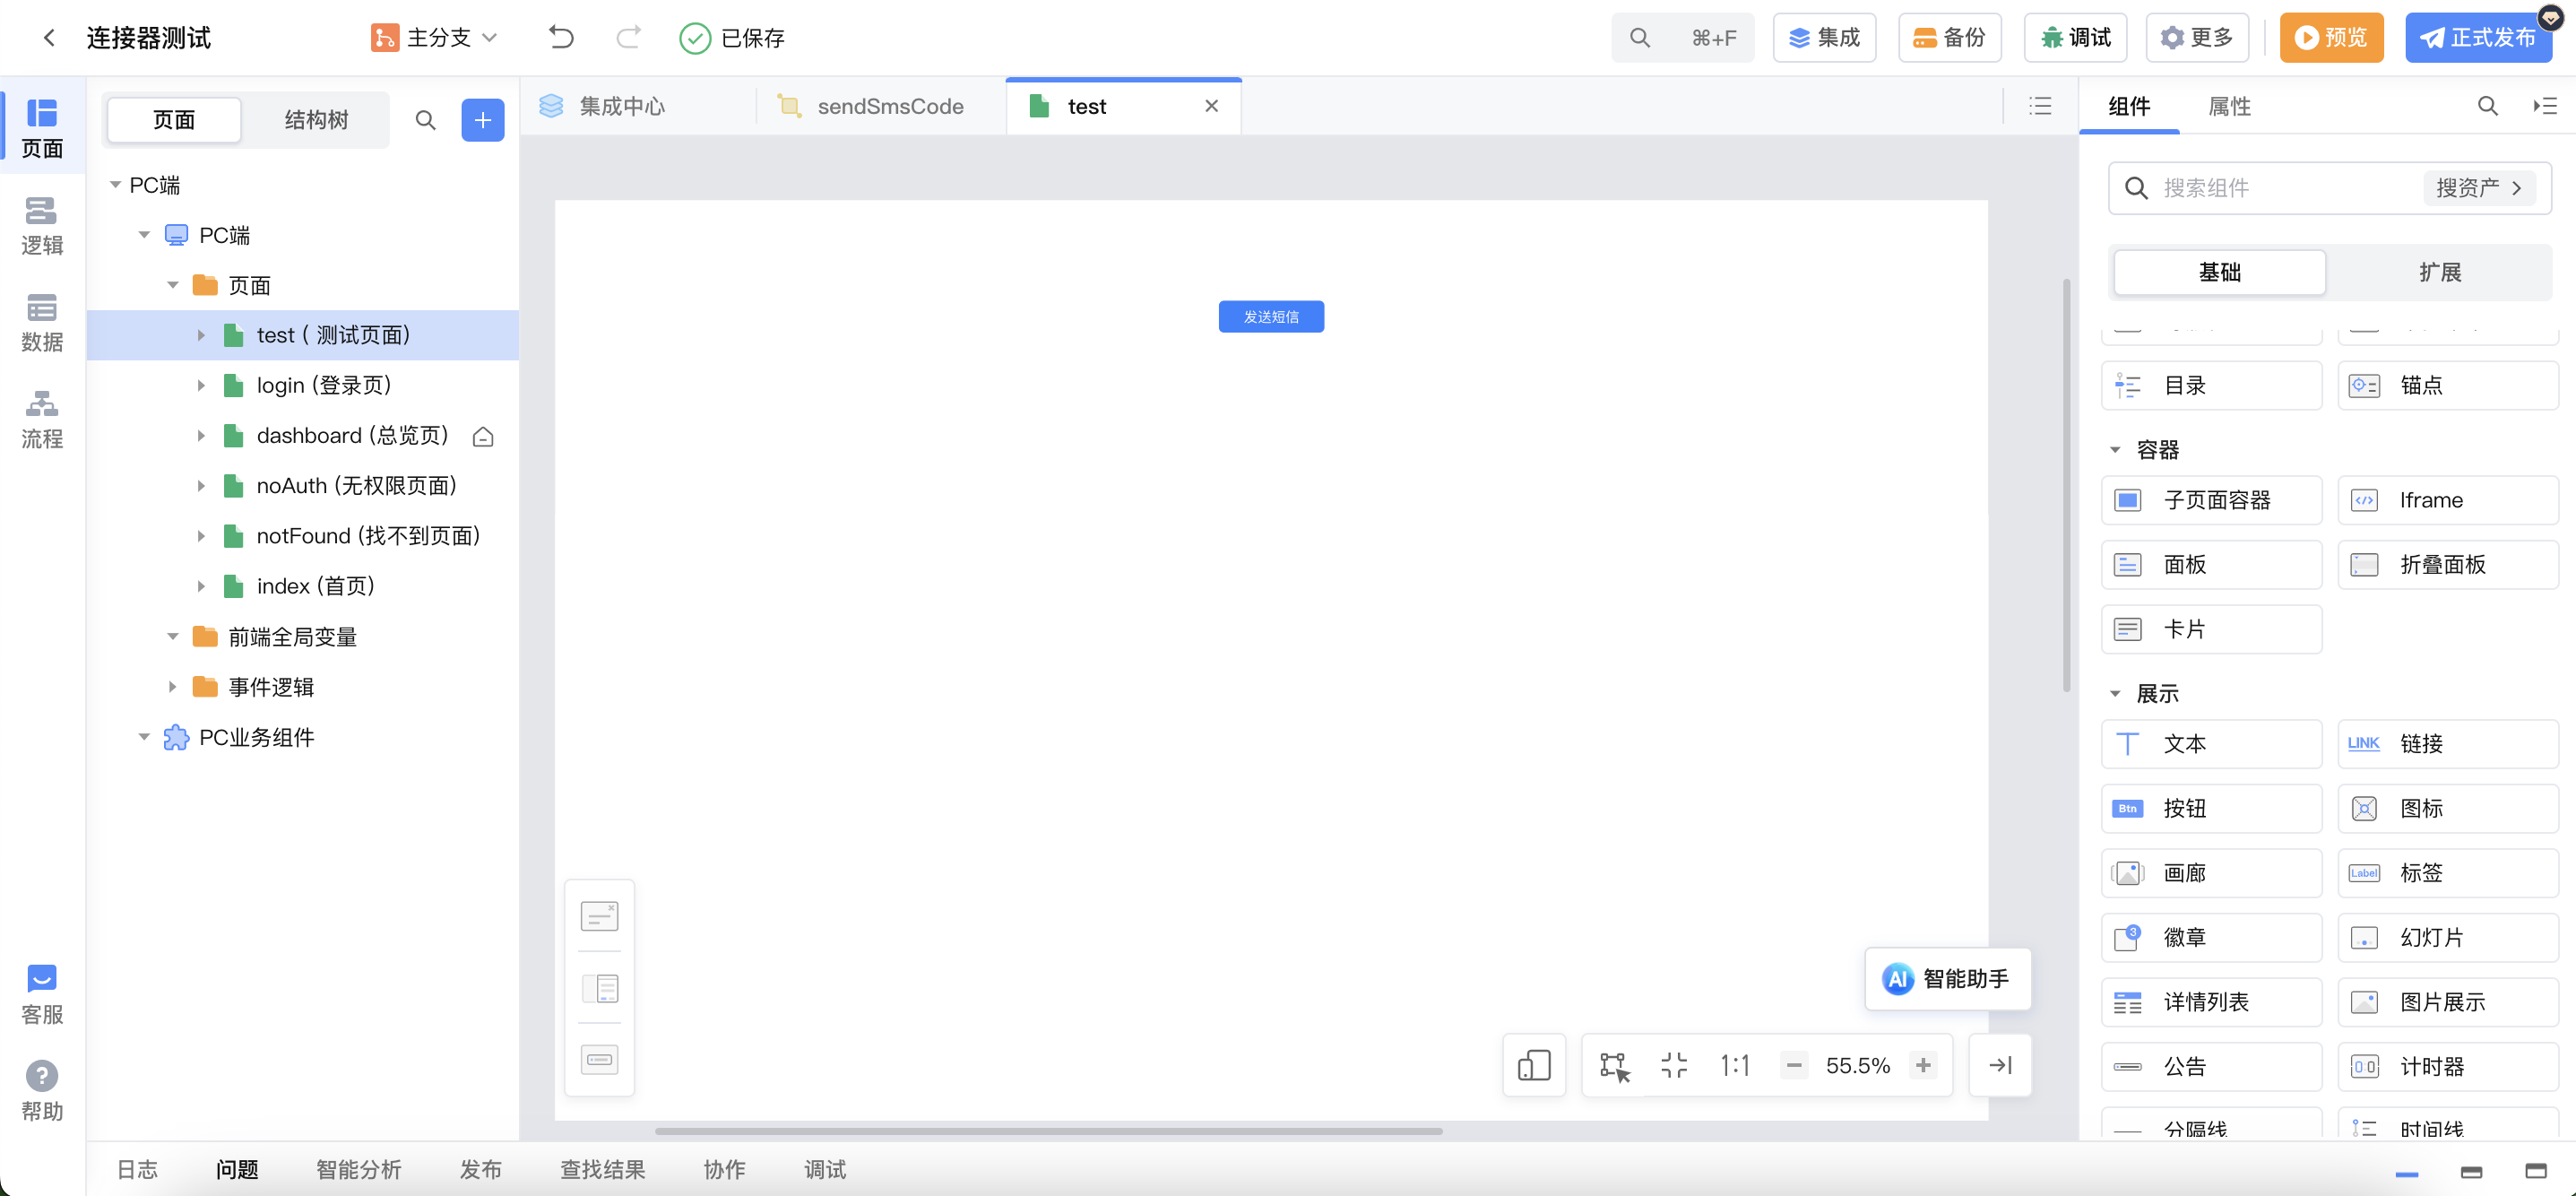 连接器测试
主分支
已保存
⌘+F
集成
备份
调试
更多
预览
正式发布
页面
逻辑
数据
流程
客服
帮助
页面
结构树
PC端
PC端
页面
test ( 测试页面)
login (登录页)
dashboard (总览页)
noAuth (无权限页面)
notFound (找不到页面)
index (首页)
前端全局变量
事件逻辑
PC业务组件
集成中心
sendSmsCode
test
发送短信
AI 智能助手
1:1
55.5%
组件
属性
搜索组件
搜资产
基础
扩展
目录
锚点
容器
子页面容器
Iframe
面板
折叠面板
卡片
展示
文本
LINK 链接
Btn 按钮
图标
画廊
Label 标签
3 徽章
幻灯片
详情列表
图片展示
公告
00 计时器
分隔线
时间线
日志
问题
智能分析
发布
查找结果
协作
调试